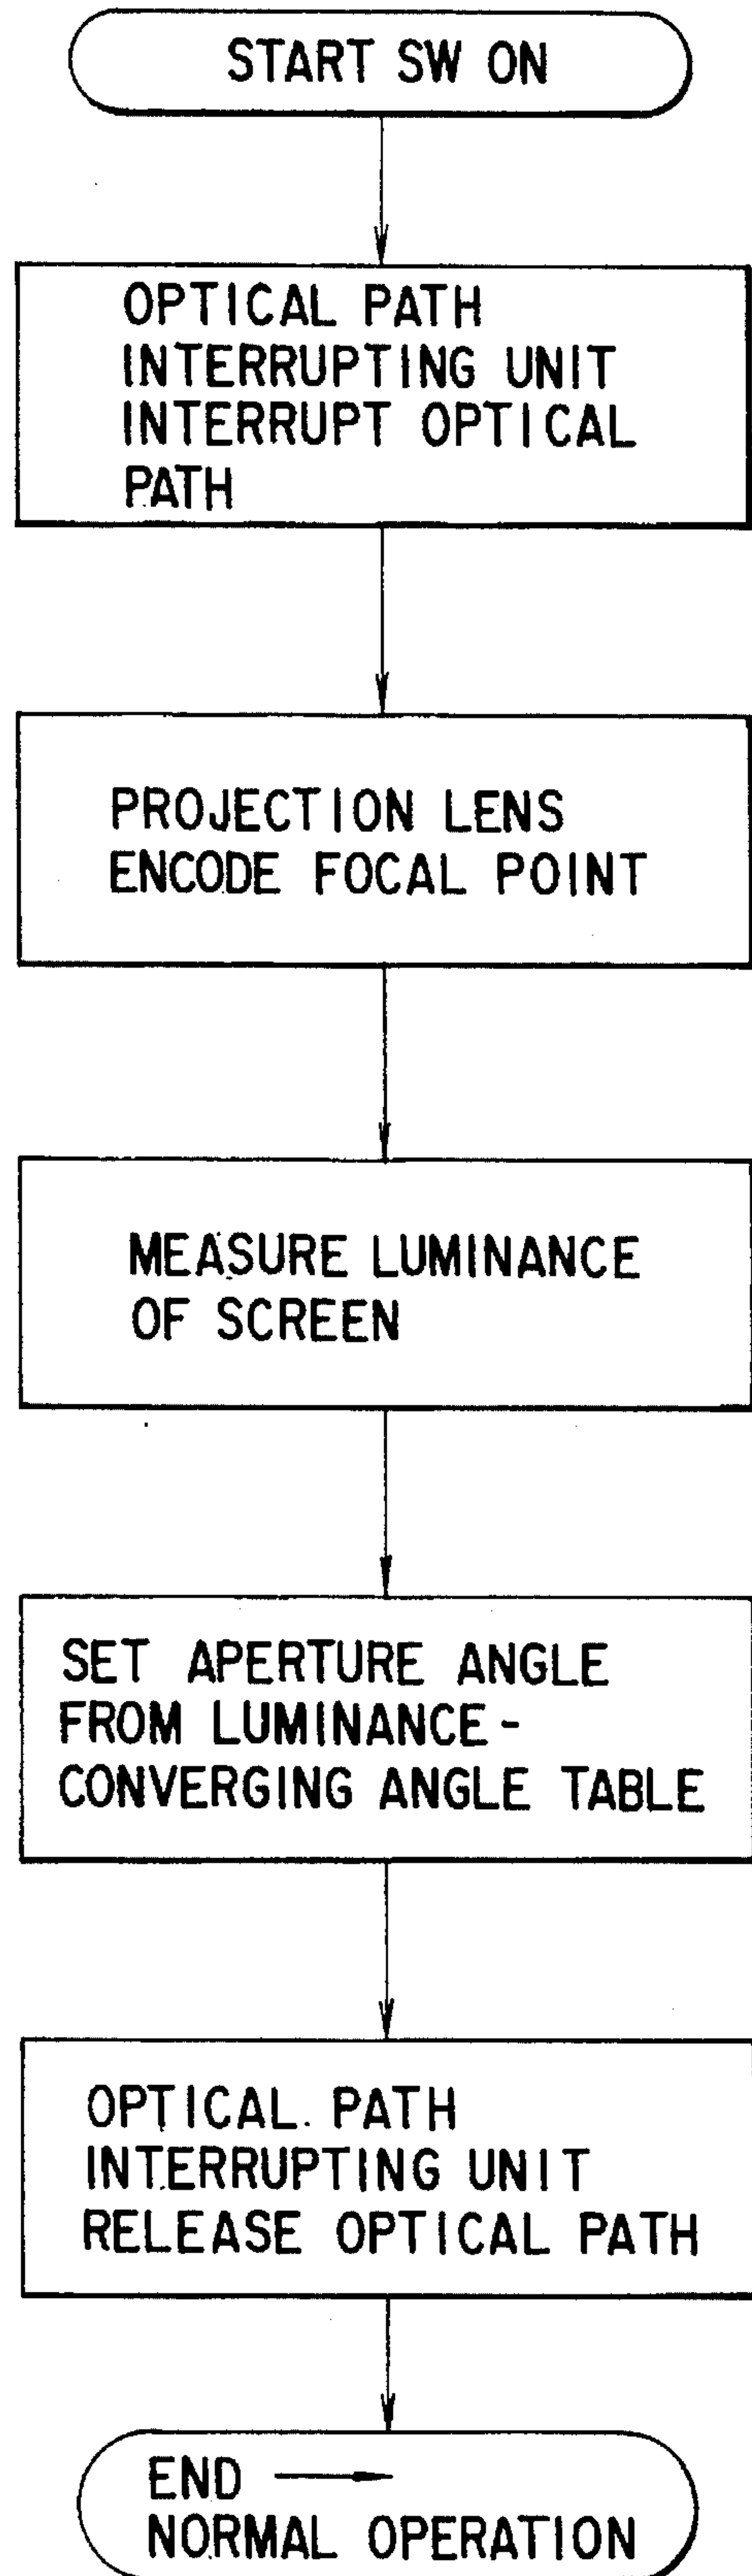 START SW ON
OPTICAL PATH
INTERRUPTING UNIT
INTERRUPT OPTICAL
PATH
PROJECTION LENS
ENCODE FOCAL POINT
MEASURE LUMINANCE
OF SCREEN
SET APERTURE ANGLE
FROM LUMINANCE-
CONVERGING ANGLE TABLE
OPTICAL PATH
INTERRUPTING UNIT
RELEASE OPTICAL PATH
END →
NORMAL OPERATION